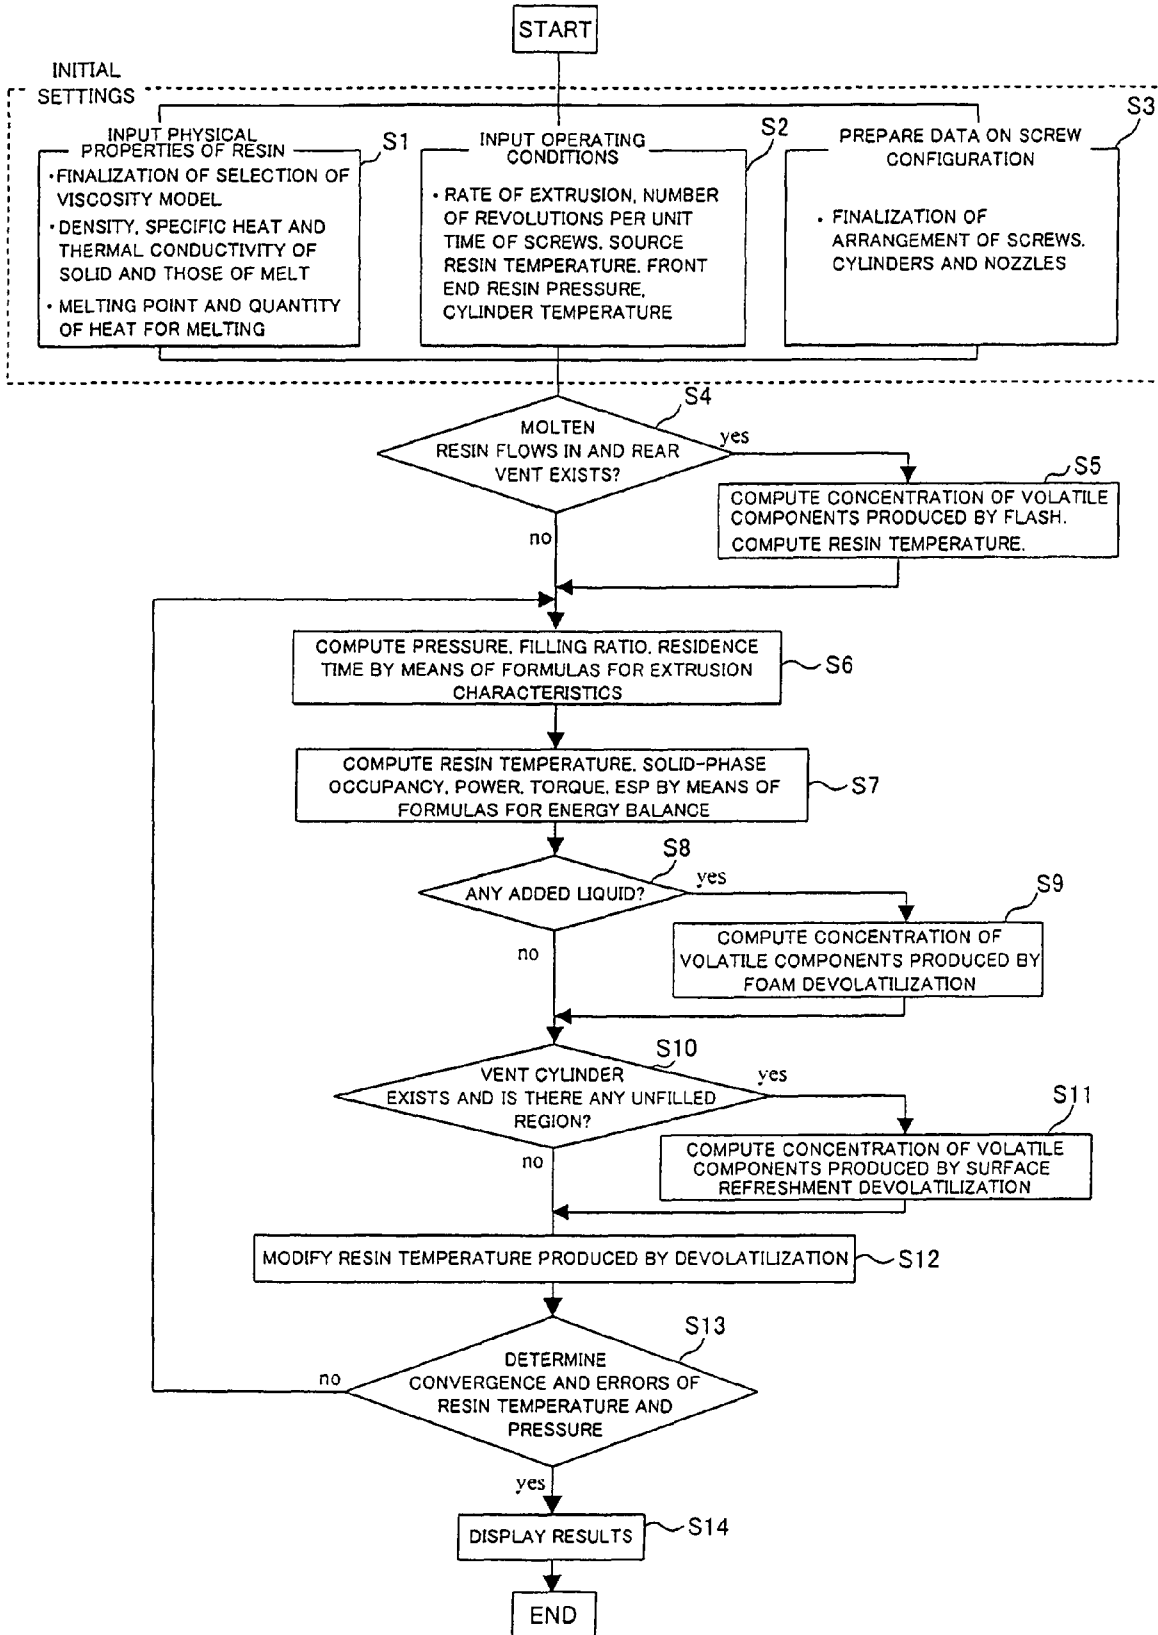 START
INITIAL
SETTINGS
INPUT PHYSICAL
PROPERTIES OF RESIN
S1
•FINALIZATION OF SELECTION OF
VISCOSITY MODEL
•DENSITY, SPECIFIC HEAT AND
THERMAL CONDUCTIVITY OF
SOLID AND THOSE OF MELT
•MELTING POINT AND QUANTITY
OF HEAT FOR MELTING
INPUT OPERATING
CONDITIONS
S2
• RATE OF EXTRUSION, NUMBER
OF REVOLUTIONS PER UNIT
TIME OF SCREWS, SOURCE
RESIN TEMPERATURE, FRONT
END RESIN PRESSURE,
CYLINDER TEMPERATURE
PREPARE DATA ON SCREW
CONFIGURATION
S3
• FINALIZATION OF
ARRANGEMENT OF SCREWS,
CYLINDERS AND NOZZLES
S4
MOLTEN
RESIN FLOWS IN AND REAR
VENT EXISTS?
yes
no
S5
COMPUTE CONCENTRATION OF VOLATILE
COMPONENTS PRODUCED BY FLASH.
COMPUTE RESIN TEMPERATURE.
COMPUTE PRESSURE, FILLING RATIO, RESIDENCE
TIME BY MEANS OF FORMULAS FOR EXTRUSION
CHARACTERISTICS
S6
COMPUTE RESIN TEMPERATURE, SOLID-PHASE
OCCUPANCY, POWER, TORQUE, ESP BY MEANS OF
FORMULAS FOR ENERGY BALANCE
S7
S8
ANY ADDED LIQUID?
yes
no
S9
COMPUTE CONCENTRATION OF
VOLATILE COMPONENTS PRODUCED BY
FOAM DEVOLATILIZATION
S10
VENT CYLINDER
EXISTS AND IS THERE ANY UNFILLED
REGION?
yes
no
S11
COMPUTE CONCENTRATION OF VOLATILE
COMPONENTS PRODUCED BY SURFACE
REFRESHMENT DEVOLATILIZATION
MODIFY RESIN TEMPERATURE PRODUCED BY DEVOLATILIZATION
S12
S13
DETERMINE
CONVERGENCE AND ERRORS OF
RESIN TEMPERATURE AND
PRESSURE
no
yes
DISPLAY RESULTS
S14
END